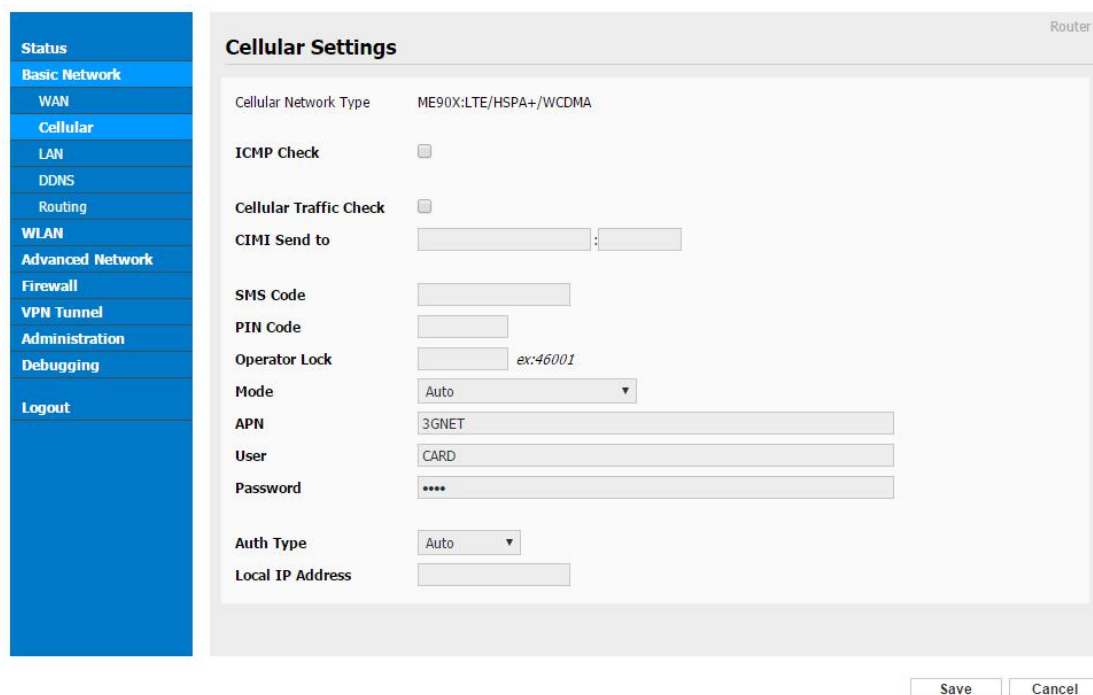 Router
Status
Basic Network
WAN
Cellular
LAN
DDNS
Routing
WLAN
Advanced Network
Firewall
VPN Tunnel
Administration
Debugging
Logout
Cellular Settings
Cellular Network Type ME90X:LTE/HSPA+/WCDMA
ICMP Check
Cellular Traffic Check
CIMI Send to :
SMS Code
PIN Code
Operator Lock ex:46001
Mode Auto
APN 3GNET
User CARD
Password ••••
Auth Type Auto
Local IP Address
Save Cancel